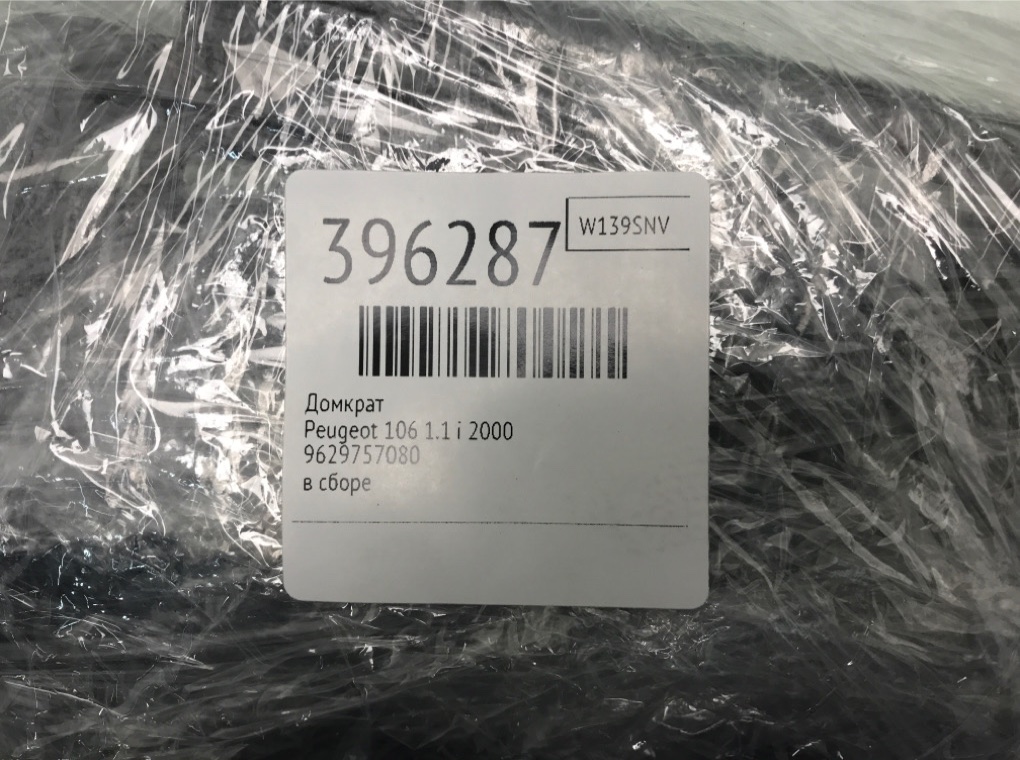 396287
W139SNV
Домкрат
Peugeot 106 1.1 i 2000
9629757080
в сборе